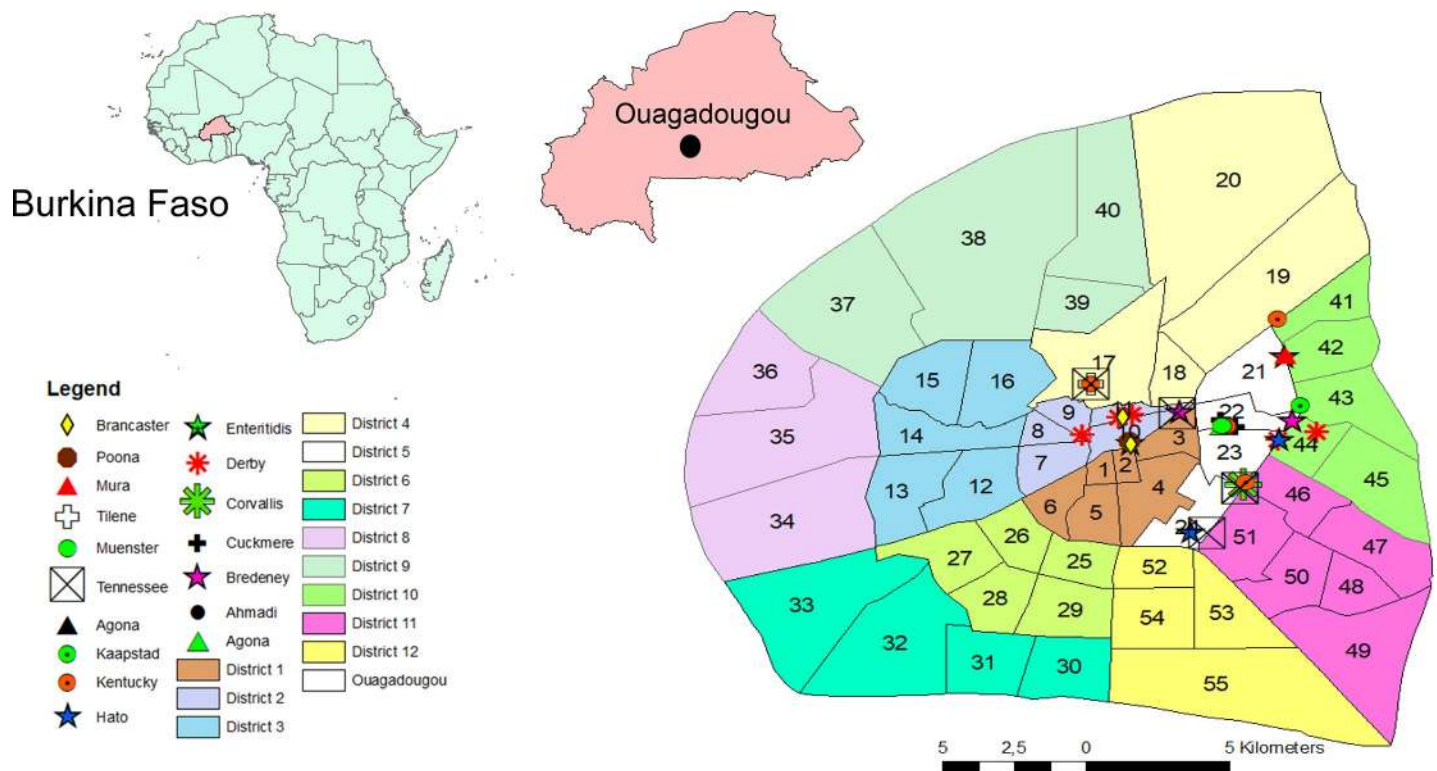 Burkina Faso
Ouagadougou
Legend
Brancaster
Poona
Mura
Tilene
Muenster
Tennessee
Agona
Kaapstad
Kentucky
Hato
Enteritidis
Derby
Corvallis
Cuckmere
Bredeney
Ahmadi
Agona
District 1
District 2
District 3
District 4
District 5
District 6
District 7
District 8
District 9
District 10
District 11
District 12
Ouagadougou
20
40
38
19
39
41
37
42
17
18
21
36
15
16
43
9
11
22
35
14
8
10
3
44
23
7
1
2
45
13
12
4
46
34
6
5
24
51
47
26
27
25
52
50
48
33
28
29
54
53
32
49
31
30
55
5 2,5 0 5 Kilometers